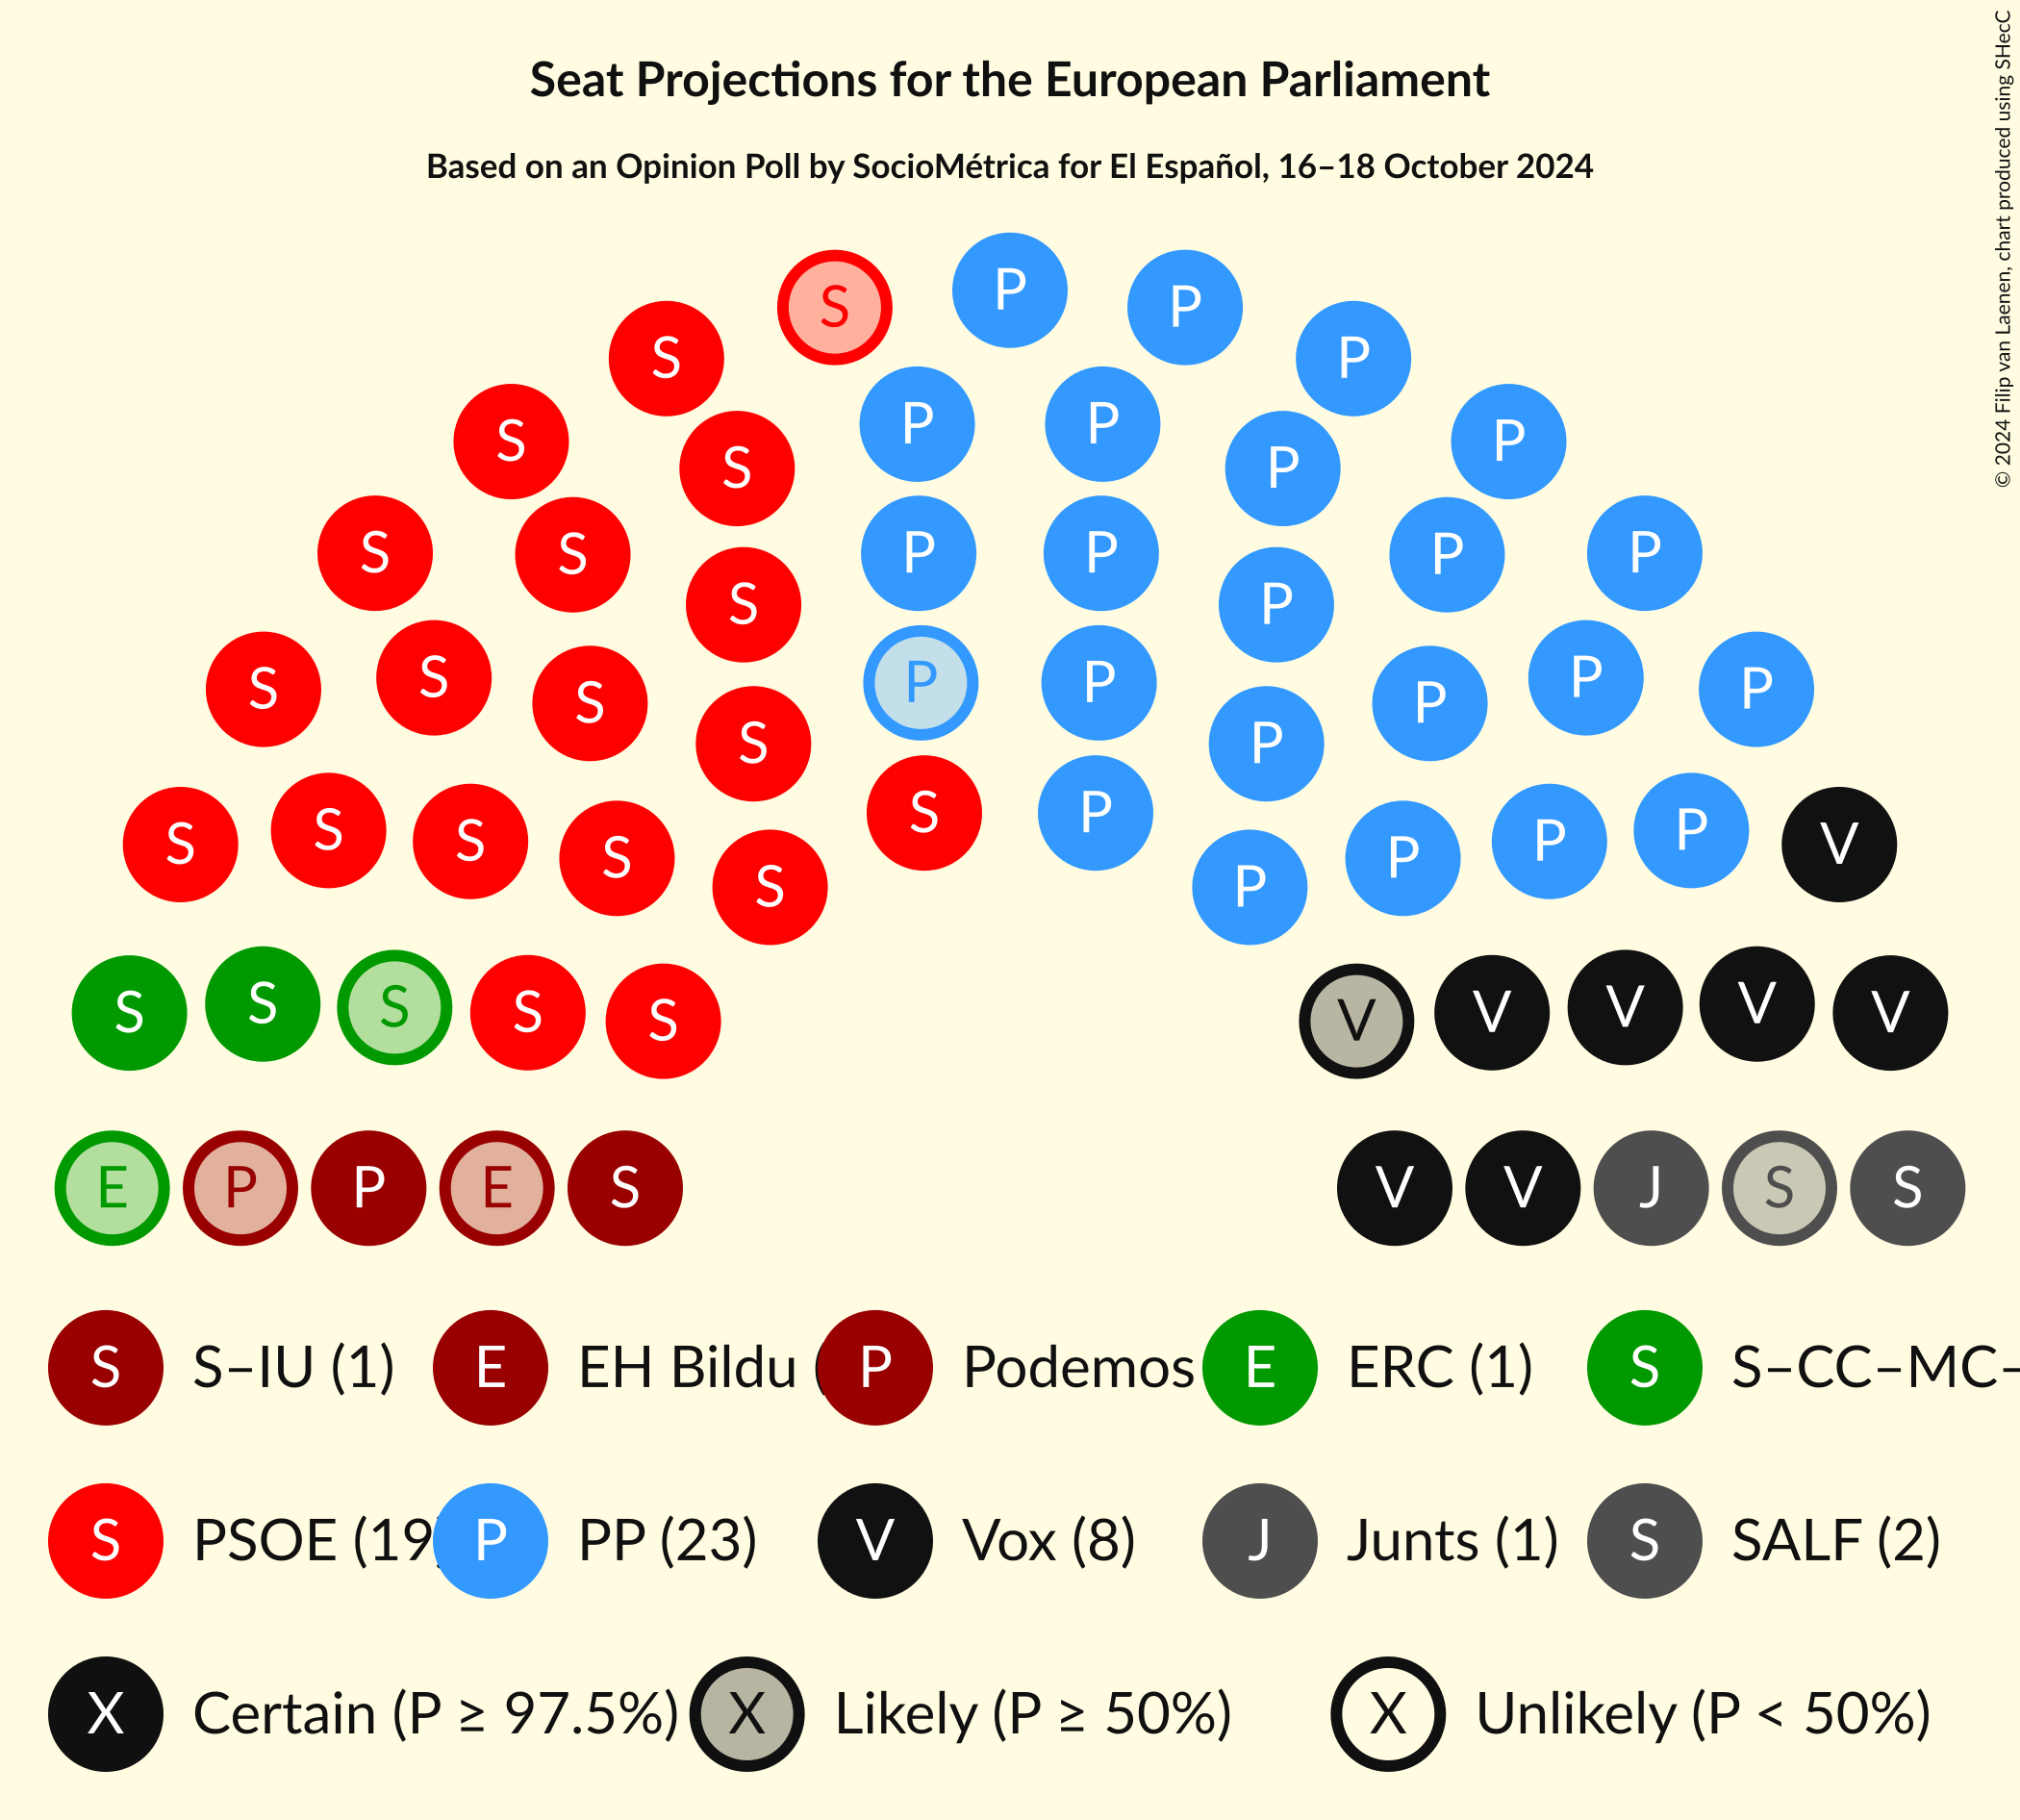 Seat Projections for the European Parliament
Based on an Opinion Poll by SocioMétrica for El Español, 16–18 October 2024
© 2024 Filip van Laenen, chart produced using SHecC
S P P
S P
S P
S P P P
S P
S S P P P
S P
S P
S S P P P
S P
S S P P
S P
S P
S S S P P P V
S P
S P
S S S S S V V V V V
E P P E S V V J S S
S S–IU (1) E EH Bildu ( P Podemos E ERC (1) S S–CC–MC–
S PSOE (19) P PP (23) V Vox (8) J Junts (1) S SALF (2)
X Certain (P ≥ 97.5%) X Likely (P ≥ 50%) X Unlikely (P < 50%)